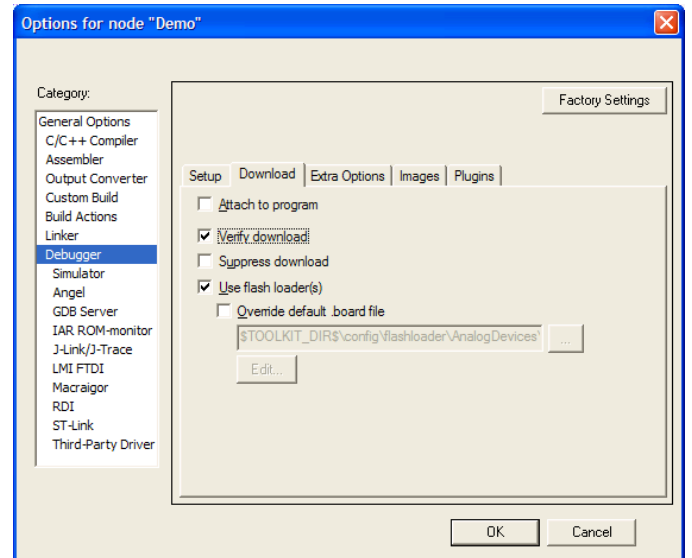 Options for node "Demo"
Category:
Factory Settings
General Options
C/C++ Compiler
Assembler
Output Converter
Custom Build
Build Actions
Linker
Debugger
Simulator
Angel
GDB Server
IAR ROM-monitor
J-Link/J-Trace
LMI FTDI
Macraigor
RDI
ST-Link
Third-Party Driver
Setup Download Extra Options Images Plugins
Attach to program
Verify download
Suppress download
Use flash loader(s)
Override default .board file
$TOOLKIT_DIR$\config\flashloader\AnalogDevices\ ...
Edit...
OK Cancel